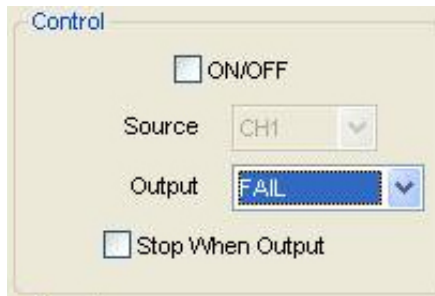 Control
ON/OFF
Source CH1
Output FAIL
Stop When Output